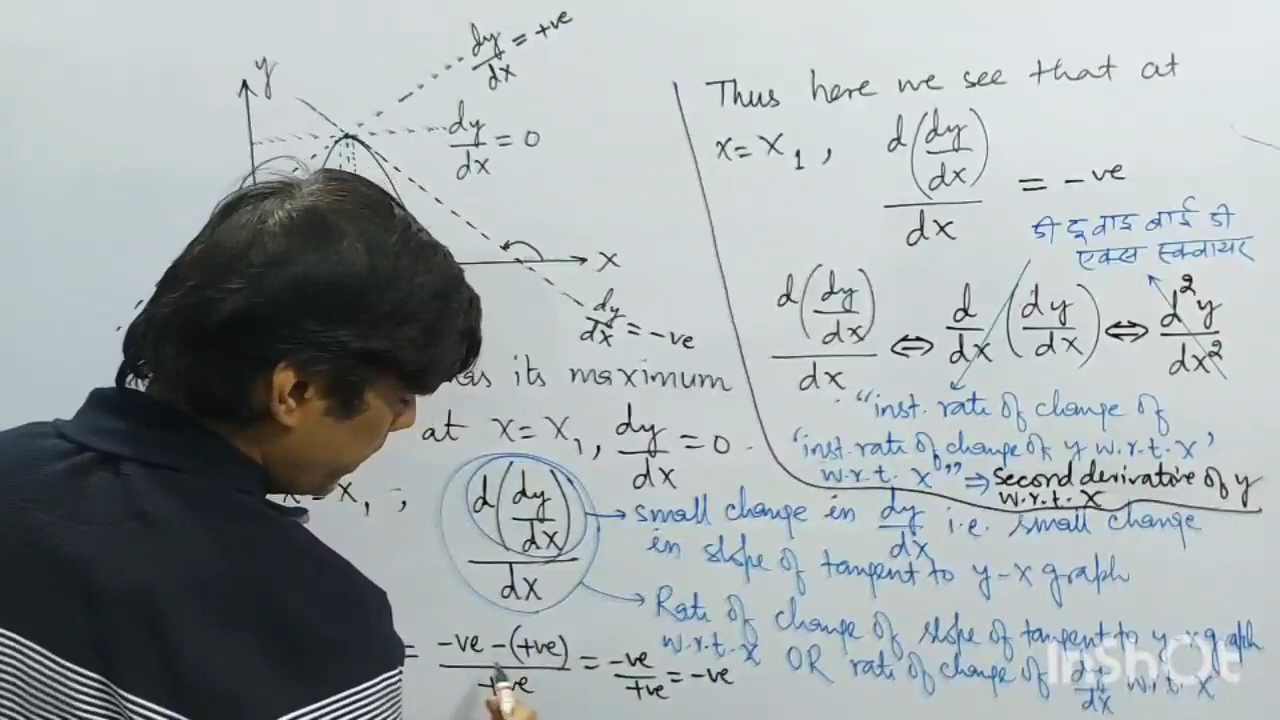 y
dy/dx = +ve
dy/dx = 0
x
dy/dx = -ve
its maximum
at x = x₁, dy/dx = 0.
x = x₁,
d(dy/dx)/dx
→ small change in dy/dx i.e. small change
in slope of tangent to y-x graph
→ Rate of change of slope of tangent to y-x graph
w.r.t. x OR rate of change of dy/dx w.r.t. x
= (-ve -(+ve))/+ve = -ve/+ve = -ve
Thus here we see that at
x = x₁, d(dy/dx)/dx = -ve
डी टू वाइ बाई डी
एक्स स्क्वायर
d(dy/dx)/dx ⇔ d/dx (dy/dx) ⇔ d²y/dx²
"inst. rate of change of
'inst. rate of change of y w.r.t. x'
w.r.t. x" ⇒ Second derivative of y
w.r.t. x
InShOt